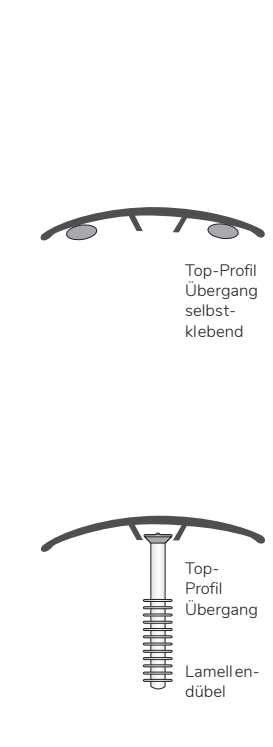 Top-Profil
Übergang
selbst-
klebend
Top-
Profil
Übergang
Lamellen-
dübel